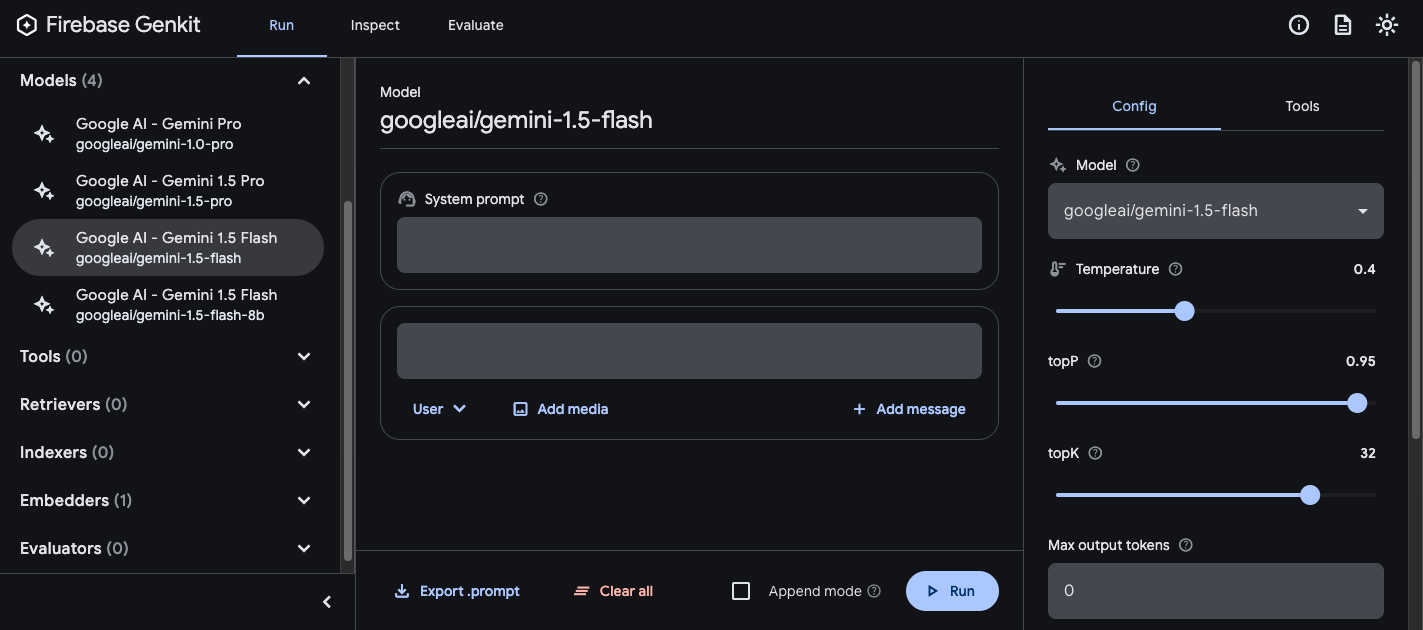 Firebase Genkit
Run
Inspect
Evaluate
Models (4)
Google AI - Gemini Pro
googleai/gemini-1.0-pro
Google AI - Gemini 1.5 Pro
googleai/gemini-1.5-pro
Google AI - Gemini 1.5 Flash
googleai/gemini-1.5-flash
Google AI - Gemini 1.5 Flash
googleai/gemini-1.5-flash-8b
Tools (0)
Retrievers (0)
Indexers (0)
Embedders (1)
Evaluators (0)
Model
googleai/gemini-1.5-flash
System prompt
User
Add media
Add message
Export .prompt
Clear all
Append mode
Run
Config
Tools
Model
googleai/gemini-1.5-flash
Temperature 0.4
topP 0.95
topK 32
Max output tokens
0